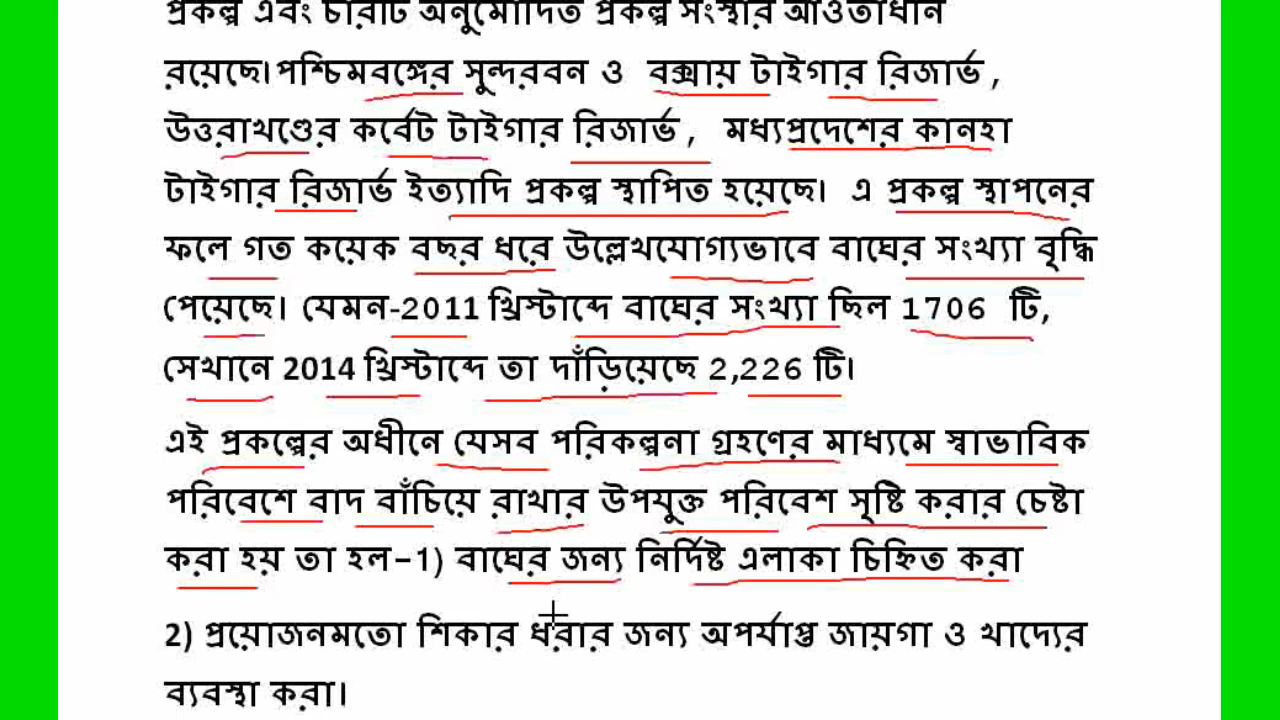 প্রকল্প এবং চারটি অনুমোদিত প্রকল্প সংস্থার আওতাধীন
রয়েছে।পশ্চিমবঙ্গের সুন্দরবন ও বক্সায় টাইগার রিজার্ভ ,
উত্তরাখণ্ডের কর্বেট টাইগার রিজার্ভ , মধ্যপ্রদেশের কানহা
টাইগার রিজার্ভ ইত্যাদি প্রকল্প স্থাপিত হয়েছে। এ প্রকল্প স্থাপনের
ফলে গত কয়েক বছর ধরে উল্লেখযোগ্যভাবে বাঘের সংখ্যা বৃদ্ধি
পেয়েছে। যেমন-2011 খ্রিস্টাব্দে বাঘের সংখ্যা ছিল 1706 টি,
সেখানে 2014 খ্রিস্টাব্দে তা দাঁড়িয়েছে 2,226 টি।
এই প্রকল্পের অধীনে যেসব পরিকল্পনা গ্রহণের মাধ্যমে স্বাভাবিক
পরিবেশে বাদ বাঁচিয়ে রাখার উপযুক্ত পরিবেশ সৃষ্টি করার চেষ্টা
করা হয় তা হল–1) বাঘের জন্য নির্দিষ্ট এলাকা চিহ্নিত করা
2) প্রয়োজনমতো শিকার ধরার জন্য অপর্যাপ্ত জায়গা ও খাদ্যের
ব্যবস্থা করা।